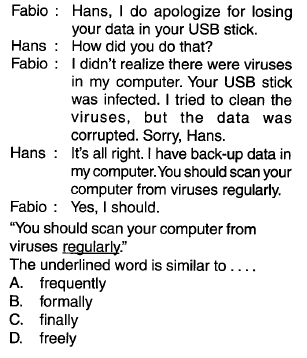 Fabio : Hans, I do apologize for losing
your data in your USB stick.
Hans : How did you do that?
Fabio : I didn't realize there were viruses
in my computer. Your USB stick
was infected. I tried to clean the
viruses, but the data was
corrupted. Sorry, Hans.
Hans : It's all right. I have back-up data in
my computer. You should scan your
computer from viruses regularly.
Fabio : Yes, I should.
"You should scan your computer from
viruses regularly."
The underlined word is similar to . . . .
A. frequently
B. formally
C. finally
D. freely